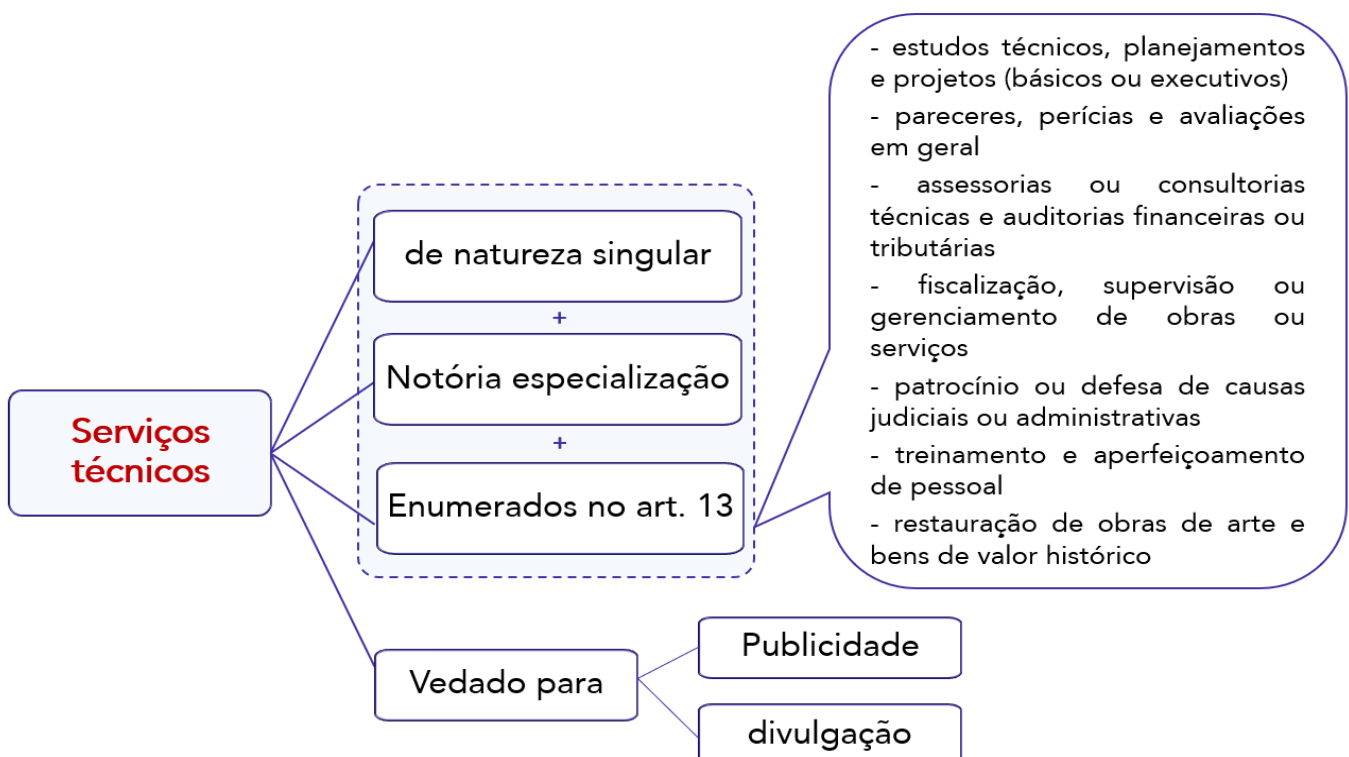 Serviços
técnicos
de natureza singular
+
Notória especialização
+
Enumerados no art. 13
- estudos técnicos, planejamentos
e projetos (básicos ou executivos)
- pareceres, perícias e avaliações
em geral
- assessorias ou consultorias
técnicas e auditorias financeiras ou
tributárias
- fiscalização, supervisão ou
gerenciamento de obras ou
serviços
- patrocínio ou defesa de causas
judiciais ou administrativas
- treinamento e aperfeiçoamento
de pessoal
- restauração de obras de arte e
bens de valor histórico
Vedado para
Publicidade
divulgação